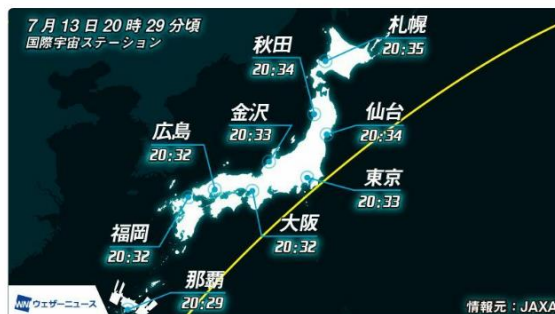 7月13日20時29分頃
国際宇宙ステーション
札幌
20:35
秋田
20:34
金沢
20:33
仙台
20:34
広島
20:32
東京
20:33
福岡
20:32
大阪
20:32
那覇
20:29
WN ウェザーニュース
情報元：JAXA